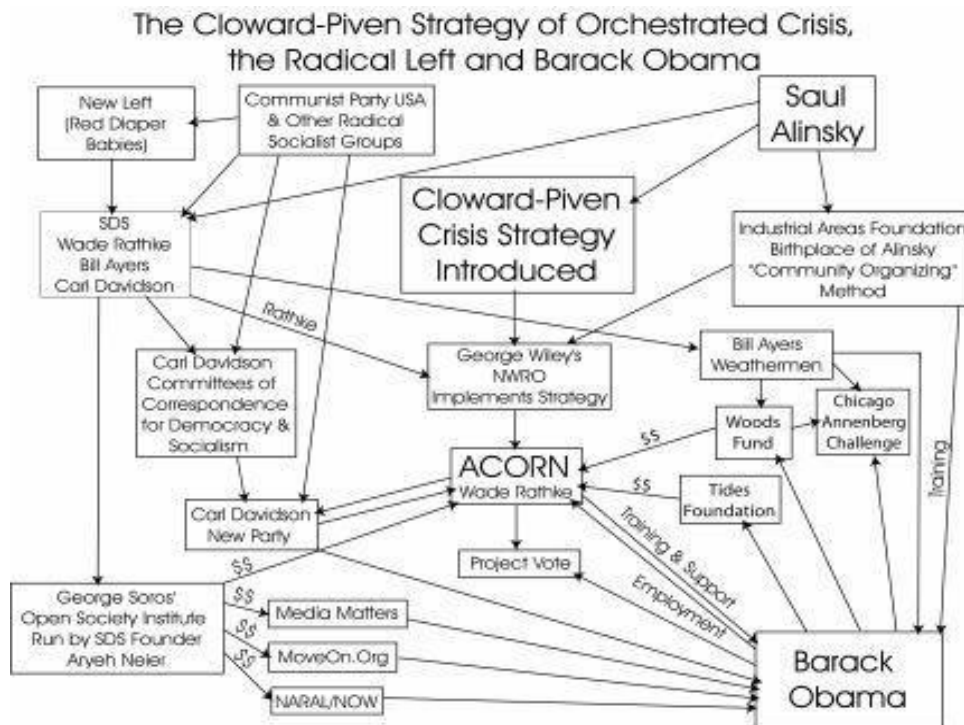 The Cloward-Piven Strategy of Orchestrated Crisis,
the Radical Left and Barack Obama
New Left
(Red Diaper
Babies)
Communist Party USA
& Other Radical
Socialist Groups
Saul
Alinsky
SDS
Wade Rathke
Bill Ayers
Carl Davidson
Cloward-Piven
Crisis Strategy
Introduced
Industrial Areas Foundation
Birthplace of Alinsky
"Community Organizing"
Method
Rathke
Carl Davidson
Committees of
Correspondence
for Democracy &
Socialism
George Wiley's
NWRO
Implements Strategy
Bill Ayers
Weathermen
Woods
Fund
Chicago
Annenberg
Challenge
$$
ACORN
Wade Rathke
$$
Tides
Foundation
Training
Carl Davidson
New Party
Project Vote
Training & Support
Employment
George Soros'
Open Society Institute
Run by SDS Founder
Aryeh Neier
$$
$$
Media Matters
$$
MoveOn.Org
$$
NARAL/NOW
Barack
Obama